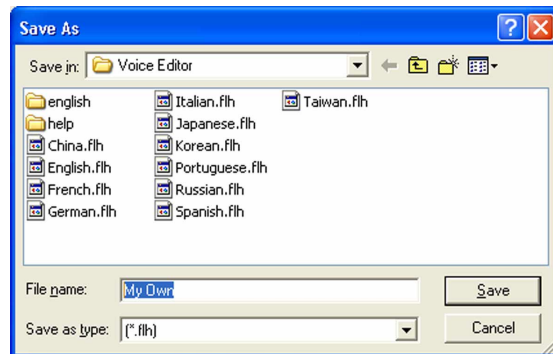 Save As
Save in: Voice Editor
english
help
China.flh
English.flh
French.flh
German.flh
Italian.flh
Japanese.flh
Korean.flh
Portuguese.flh
Russian.flh
Spanish.flh
Taiwan.flh
File name: My Own
Save
Save as type: (*.flh)
Cancel